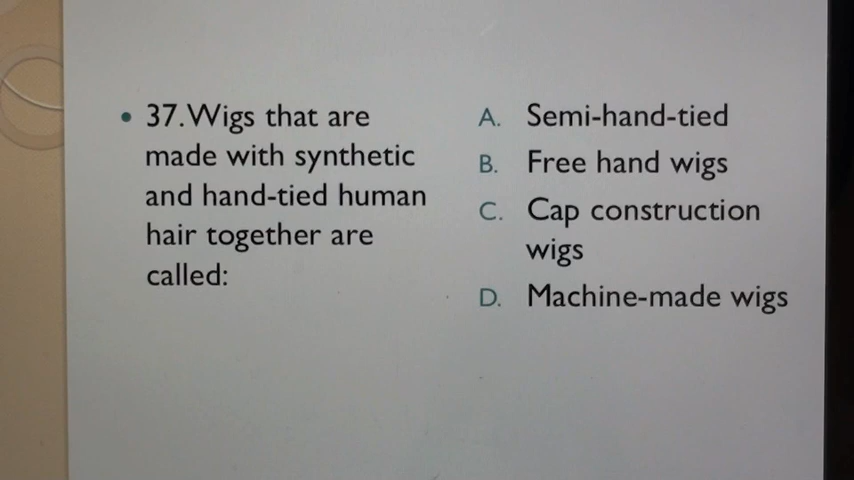 • 37. Wigs that are
made with synthetic
and hand-tied human
hair together are
called:
A. Semi-hand-tied
B. Free hand wigs
C. Cap construction
wigs
D. Machine-made wigs